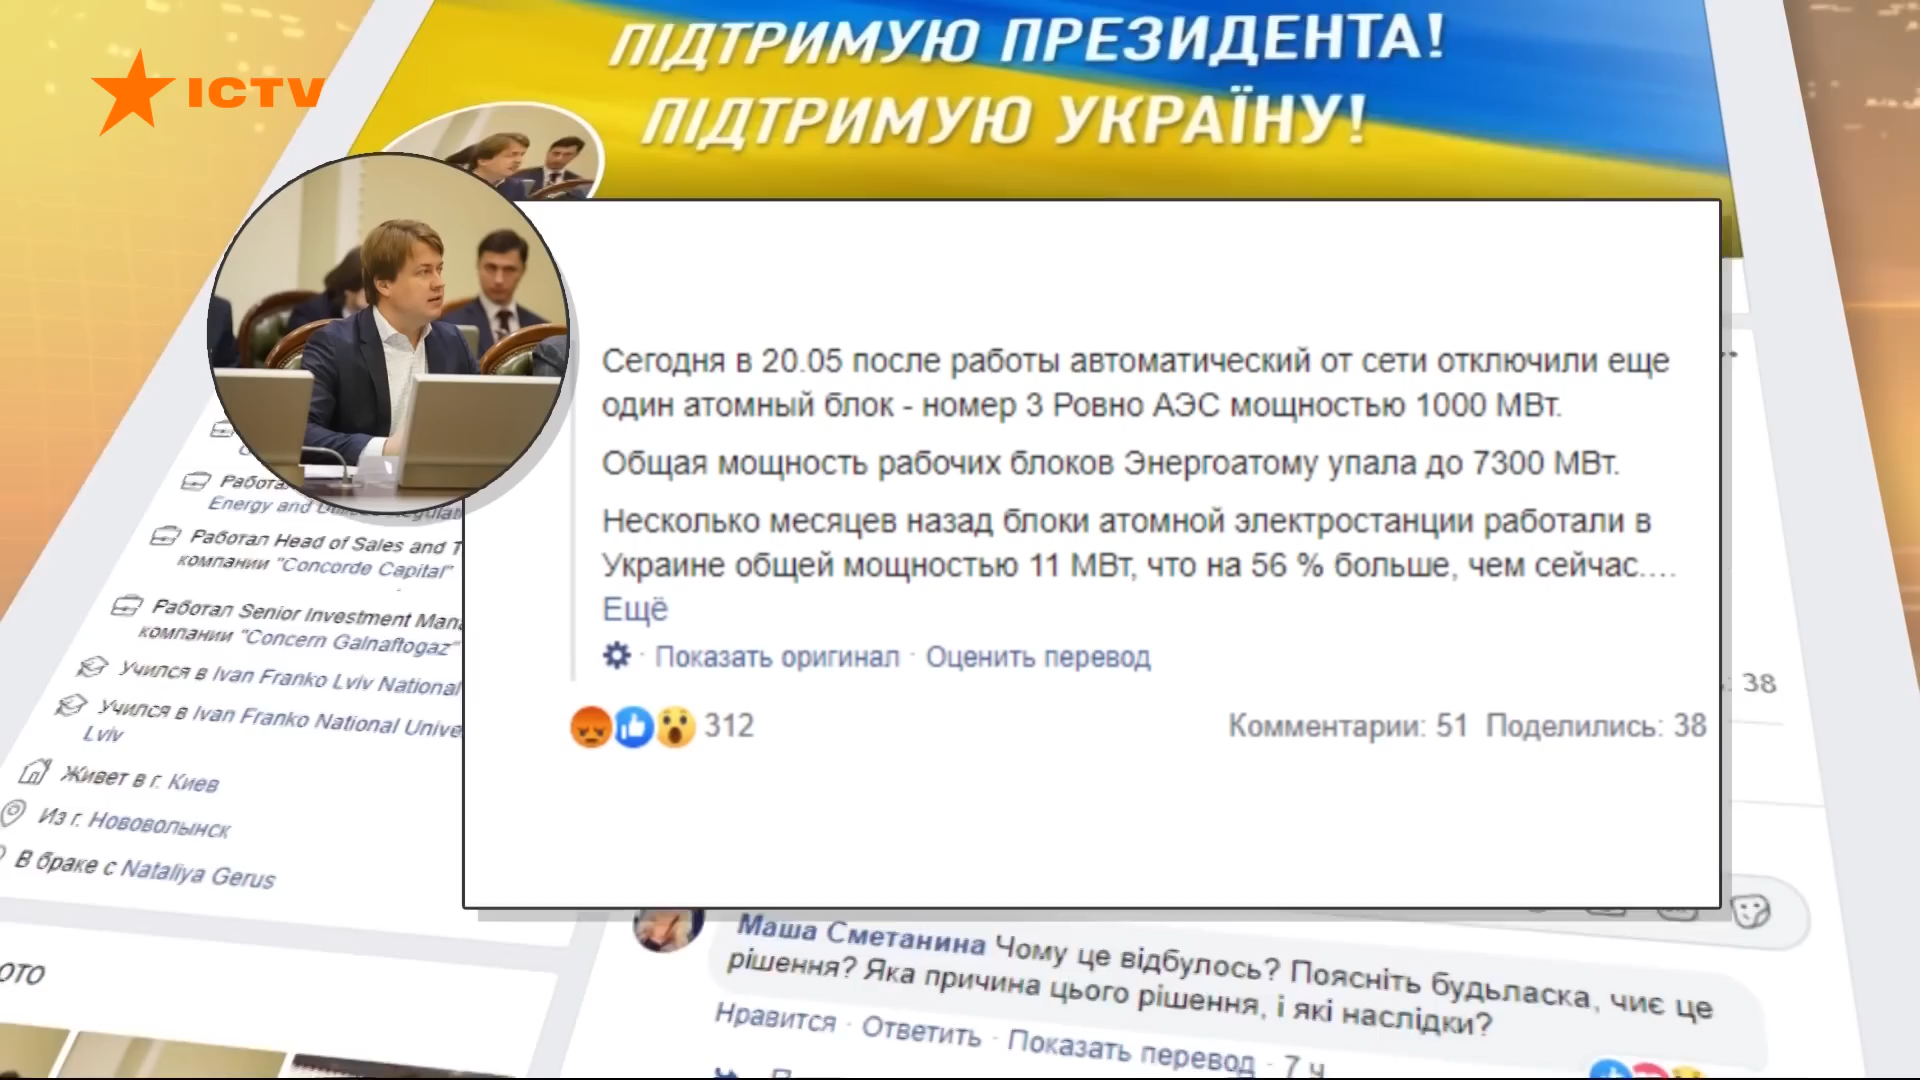 ПІДТРИМУЮ ПРЕЗИДЕНТА!
ПІДТРИМУЮ УКРАЇНУ!
ICTV
Сегодня в 20.05 после работы автоматический от сети отключили еще
один атомный блок - номер 3 Ровно АЭС мощностью 1000 МВт.
Общая мощность рабочих блоков Энергоатому упала до 7300 МВт.
Несколько месяцев назад блоки атомной электростанции работали в
Украине общей мощностью 11 МВт, что на 56 % больше, чем сейчас....
Ещё
· Показать оригинал · Оценить перевод
312
Комментарии: 51 Поделились: 38
38
Energy and
Работал Head of Sales and
компании "Concorde Capital"
Работал Senior Investment
компании "Concern Galnaftogaz"
Учился в Ivan Franko Lviv National
Учился в Ivan Franko National
Lviv
Живет в г. Киев
Из г. Нововолынск
В браке с Nataliya Gerus
Маша Сметанина Чому це відбулось? Поясніть будьласка, чиє це
рішення? Яка причина цього рішення, і які наслідки?
Нравится · Ответить · Показать перевод · 7 ч